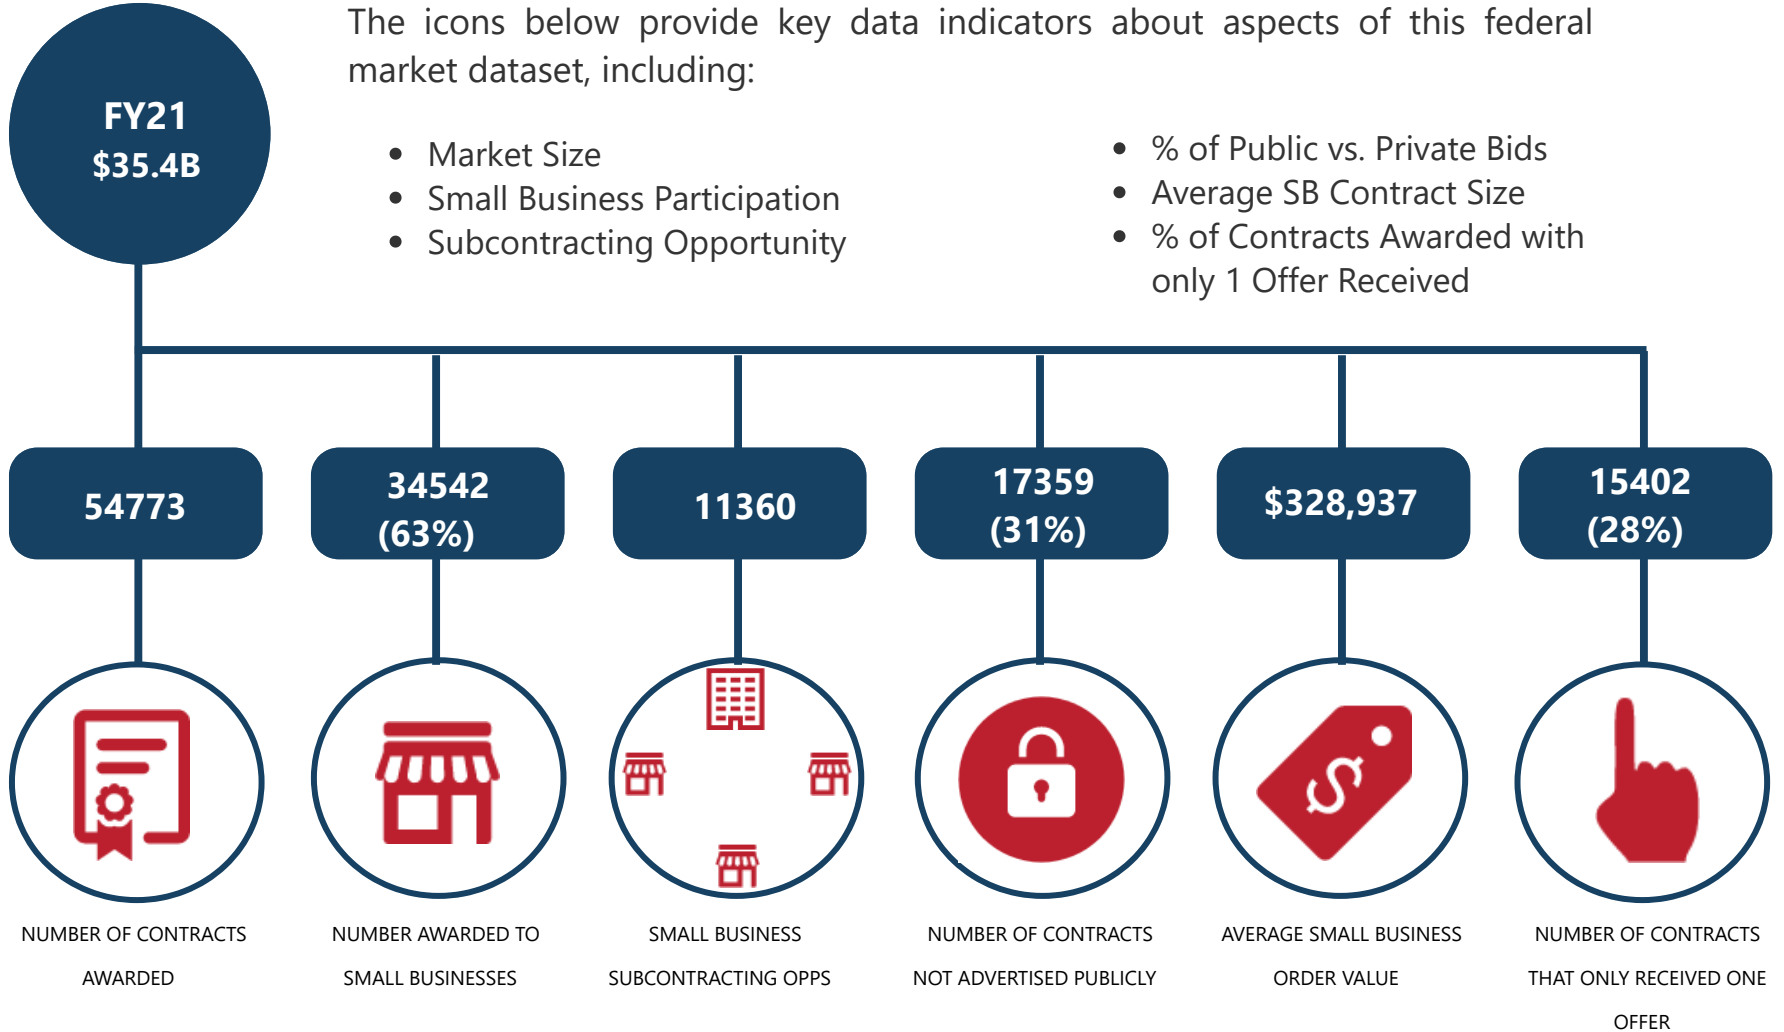 The icons below provide key data indicators about aspects of this federal
market dataset, including:
FY21
$35.4B
• Market Size
• Small Business Participation
• Subcontracting Opportunity
• % of Public vs. Private Bids
• Average SB Contract Size
• % of Contracts Awarded with
only 1 Offer Received
54773
34542
(63%)
11360
17359
(31%)
$328,937
15402
(28%)
NUMBER OF CONTRACTS
AWARDED
NUMBER AWARDED TO
SMALL BUSINESSES
SMALL BUSINESS
SUBCONTRACTING OPPS
NUMBER OF CONTRACTS
NOT ADVERTISED PUBLICLY
AVERAGE SMALL BUSINESS
ORDER VALUE
NUMBER OF CONTRACTS
THAT ONLY RECEIVED ONE
OFFER